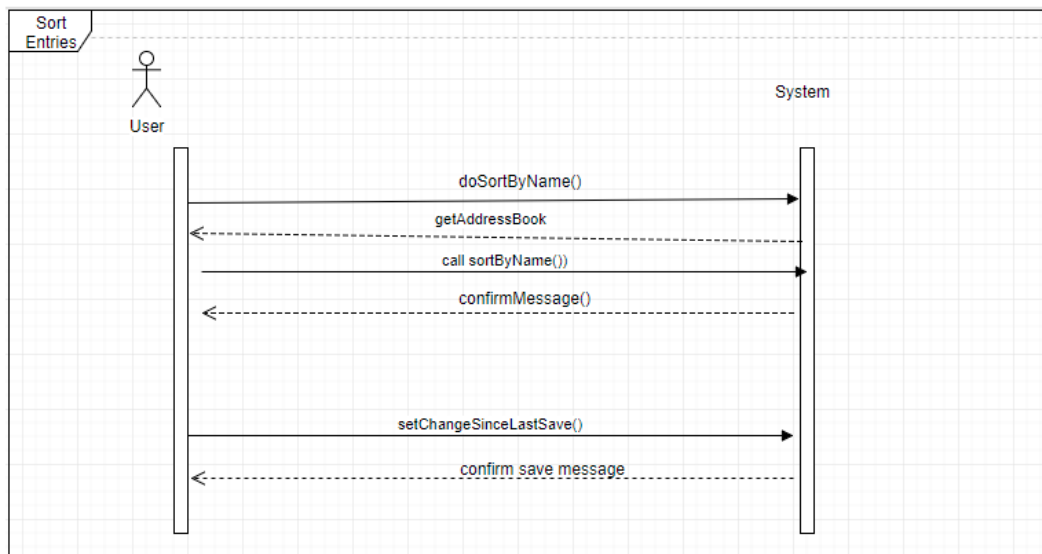 Sort
Entries
System
User
doSortByName()
getAddressBook
call sortByName())
confirmMessage()
setChangeSinceLastSave()
confirm save message